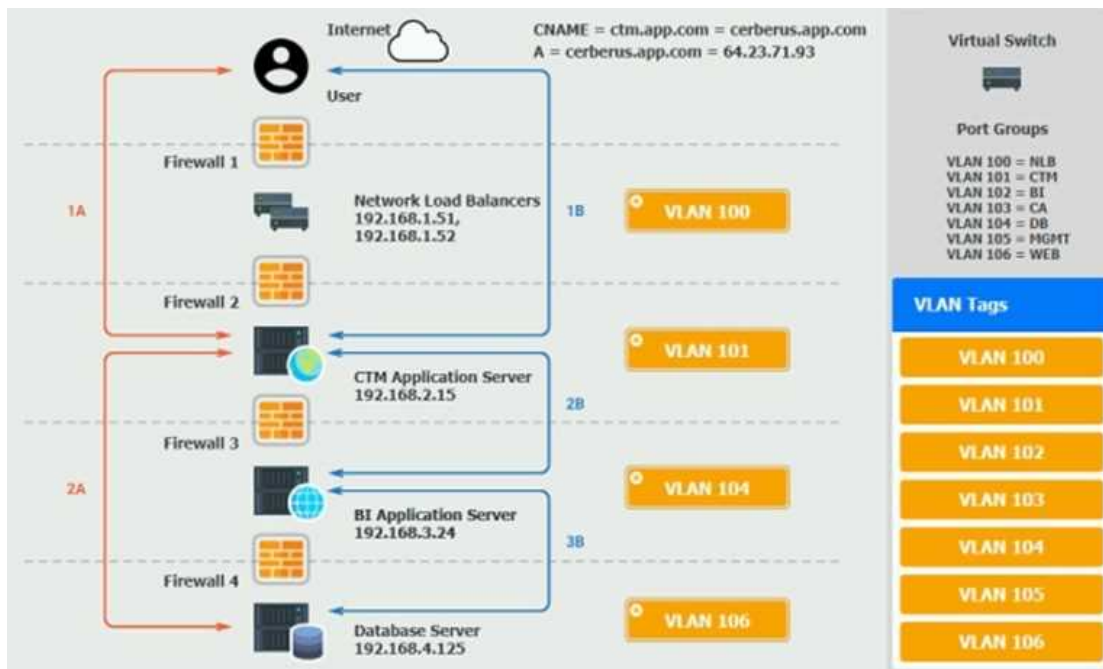 Internet
CNAME = ctm.app.com = cerberus.app.com
A = cerberus.app.com = 64.23.71.93
User
Firewall 1
1A
Network Load Balancers
192.168.1.51,
192.168.1.52
1B
VLAN 100
Firewall 2
CTM Application Server
192.168.2.15
VLAN 101
2B
Firewall 3
2A
BI Application Server
192.168.3.24
VLAN 104
3B
Firewall 4
Database Server
192.168.4.125
VLAN 106
Virtual Switch
Port Groups
VLAN 100 = NLB
VLAN 101 = CTM
VLAN 102 = BI
VLAN 103 = CA
VLAN 104 = DB
VLAN 105 = MGMT
VLAN 106 = WEB
VLAN Tags
VLAN 100
VLAN 101
VLAN 102
VLAN 103
VLAN 104
VLAN 105
VLAN 106